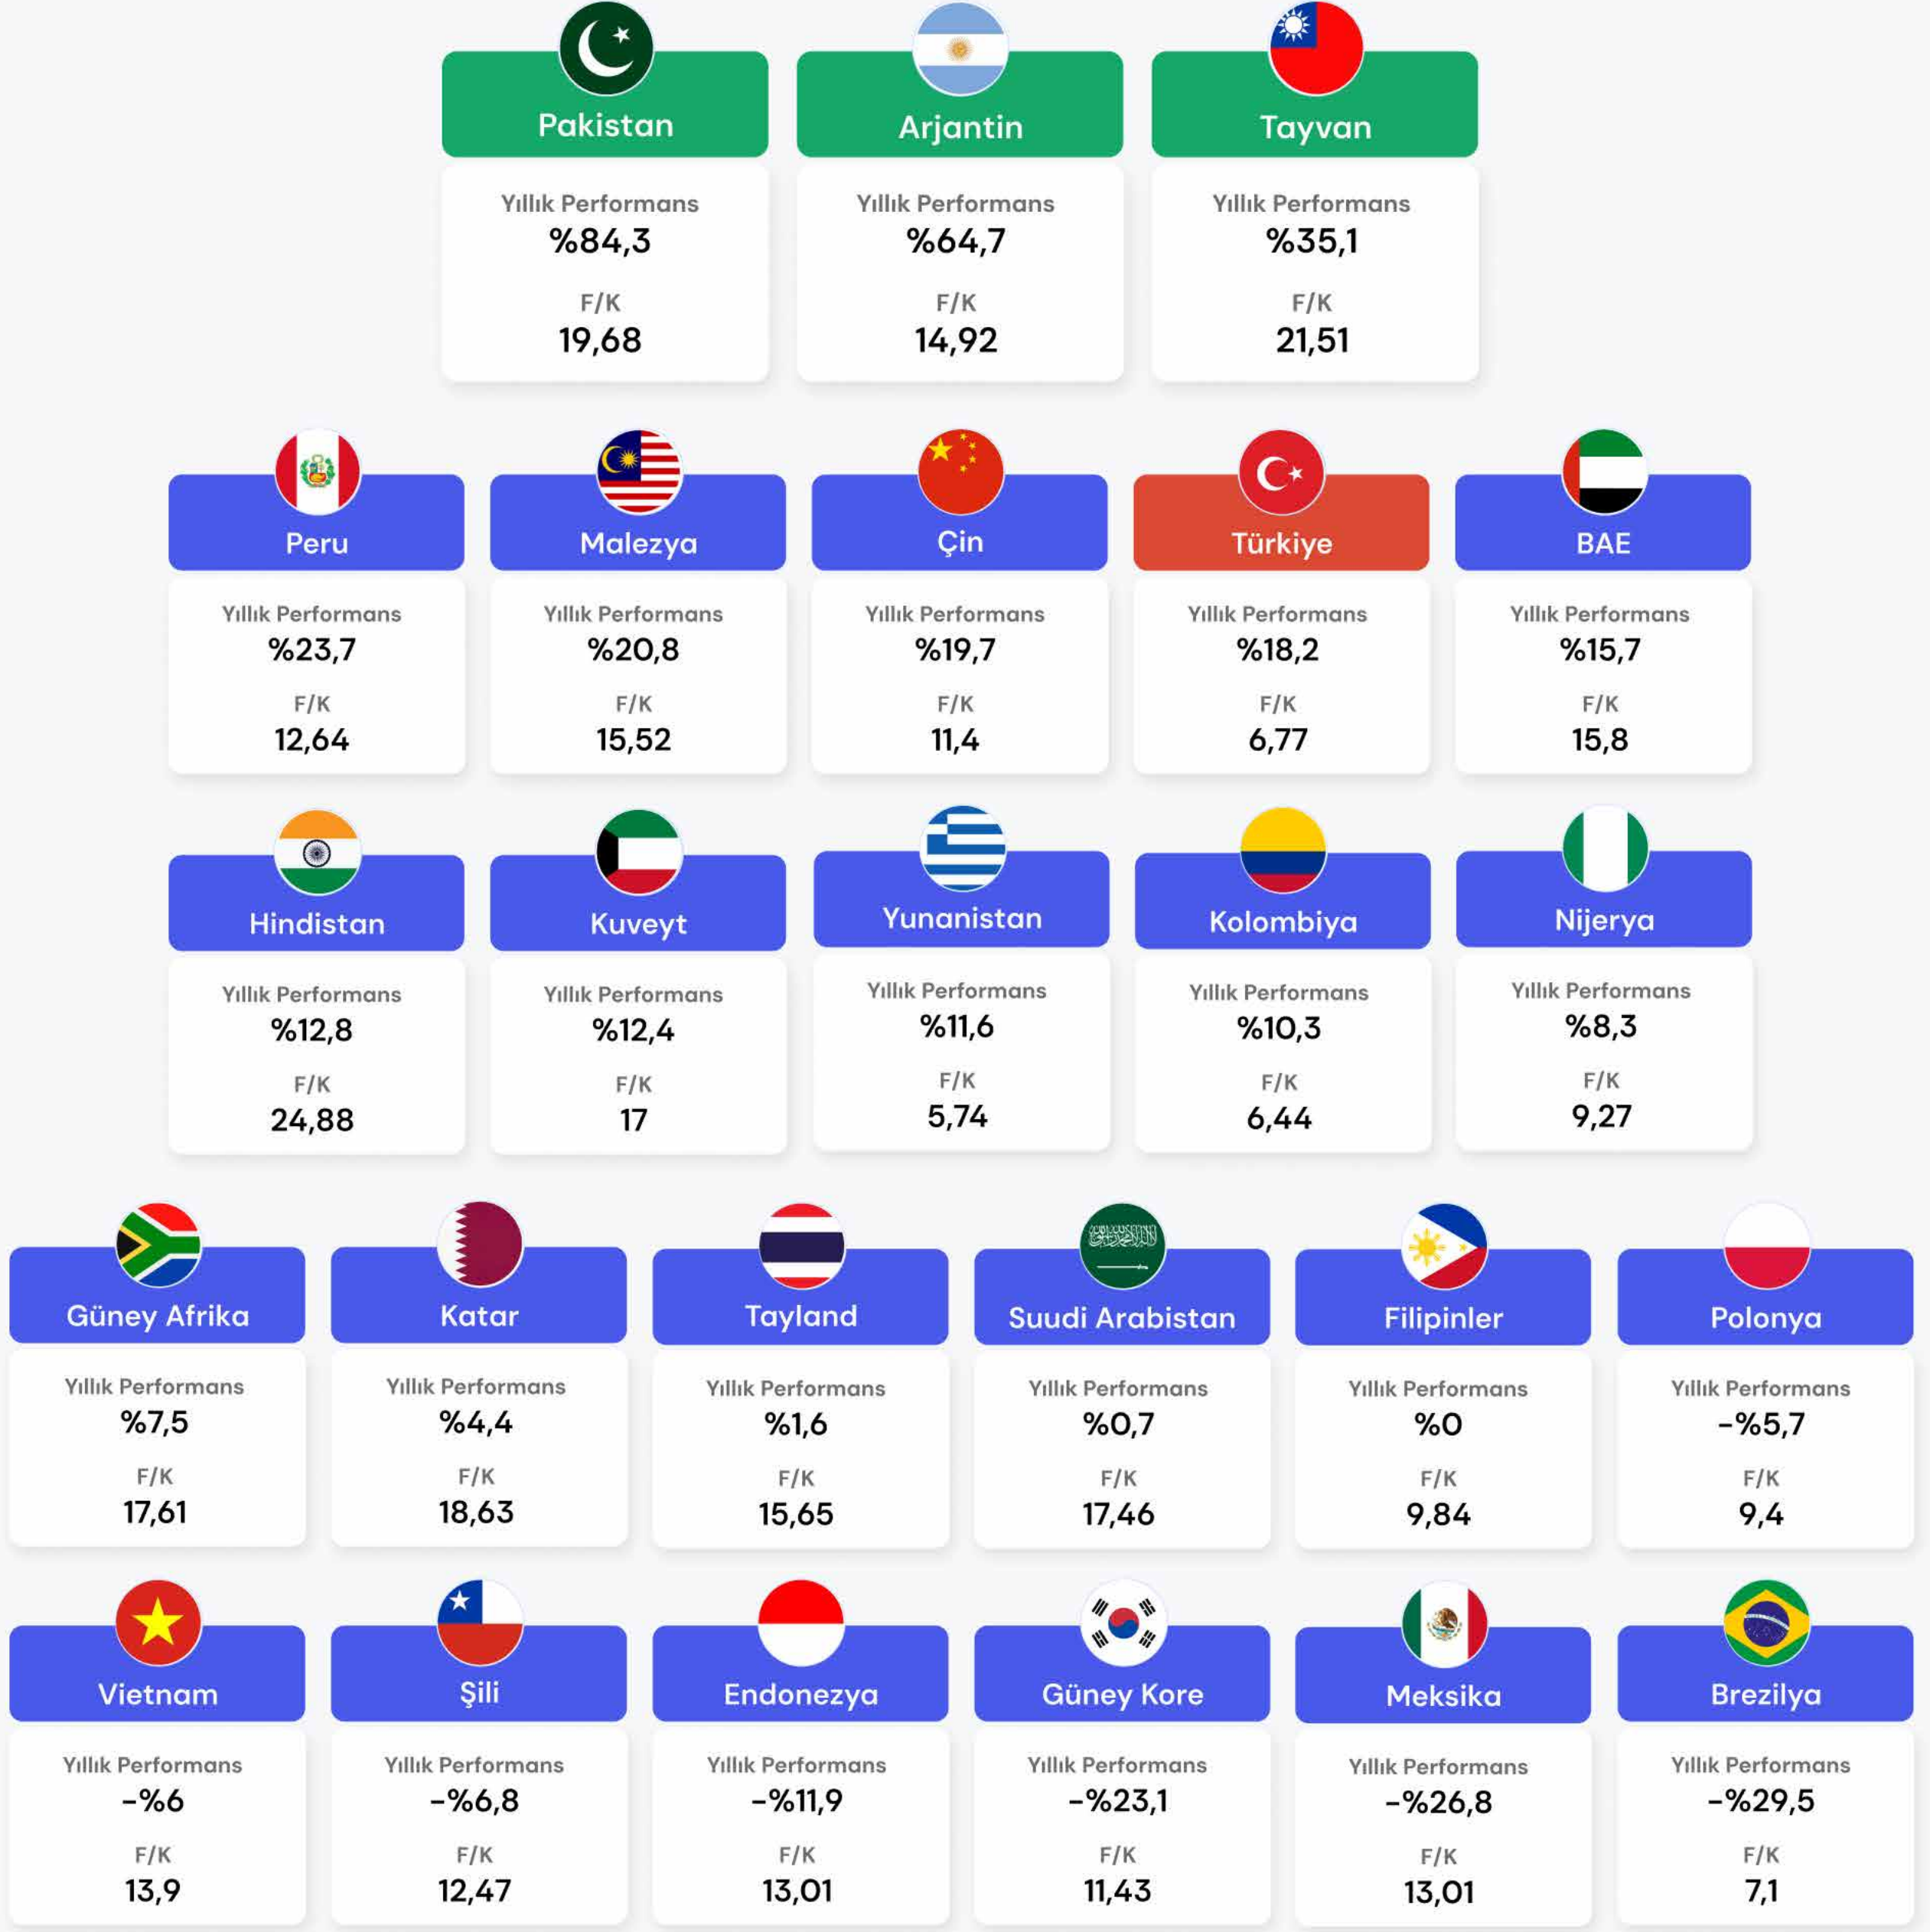 Pakistan
Yıllık Performans
%84,3
F/K
19,68
Arjantin
Yıllık Performans
%64,7
F/K
14,92
Tayvan
Yıllık Performans
%35,1
F/K
21,51
Peru
Yıllık Performans
%23,7
F/K
12,64
Malezya
Yıllık Performans
%20,8
F/K
15,52
Çin
Yıllık Performans
%19,7
F/K
11,4
Türkiye
Yıllık Performans
%18,2
F/K
6,77
BAE
Yıllık Performans
%15,7
F/K
15,8
Hindistan
Yıllık Performans
%12,8
F/K
24,88
Kuveyt
Yıllık Performans
%12,4
F/K
17
Yunanistan
Yıllık Performans
%11,6
F/K
5,74
Kolombiya
Yıllık Performans
%10,3
F/K
6,44
Nijerya
Yıllık Performans
%8,3
F/K
9,27
Güney Afrika
Yıllık Performans
%7,5
F/K
17,61
Katar
Yıllık Performans
%4,4
F/K
18,63
Tayland
Yıllık Performans
%1,6
F/K
15,65
Suudi Arabistan
Yıllık Performans
%0,7
F/K
17,46
Filipinler
Yıllık Performans
%0
F/K
9,84
Polonya
Yıllık Performans
-%5,7
F/K
9,4
Vietnam
Yıllık Performans
-%6
F/K
13,9
Şili
Yıllık Performans
-%6,8
F/K
12,47
Endonezya
Yıllık Performans
-%11,9
F/K
13,01
Güney Kore
Yıllık Performans
-%23,1
F/K
11,43
Meksika
Yıllık Performans
-%26,8
F/K
13,01
Brezilya
Yıllık Performans
-%29,5
F/K
7,1